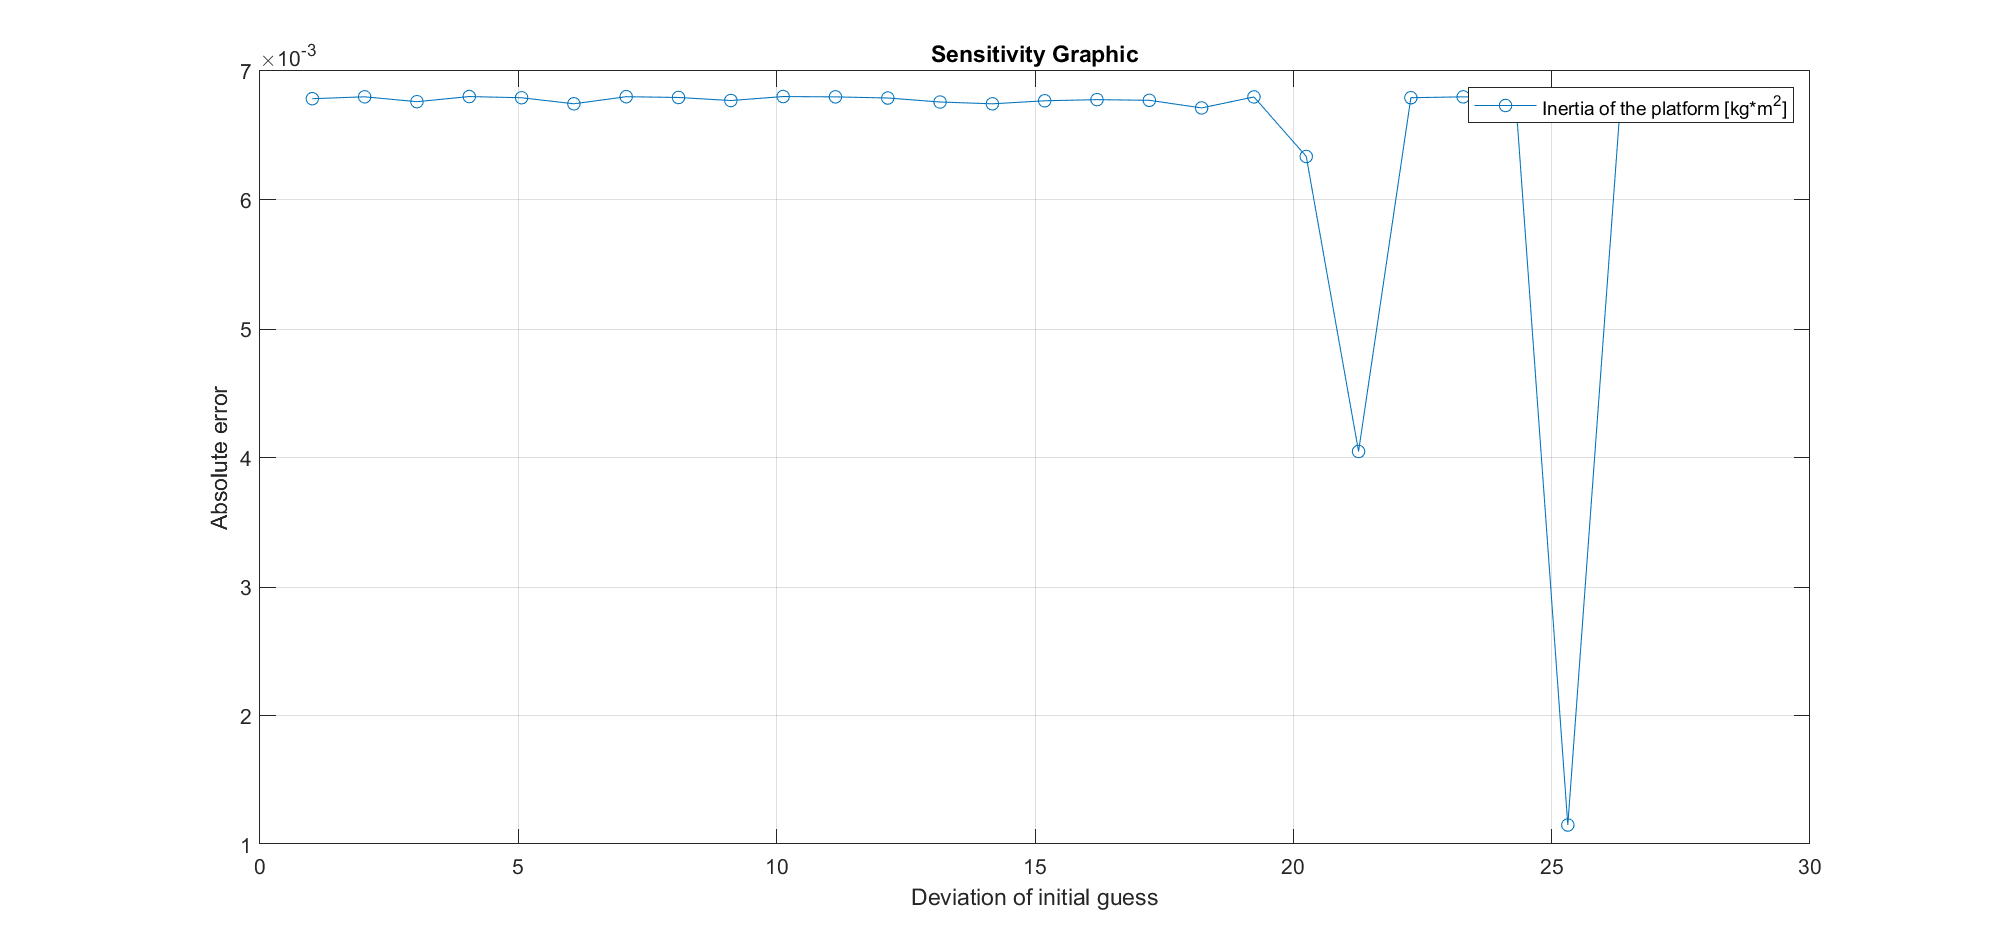 Sensitivity Graphic
×10^-3
7
6
5
4
3
2
1
Absolute error
Inertia of the platform [kg*m^2]
0 5 10 15 20 25 30
Deviation of initial guess